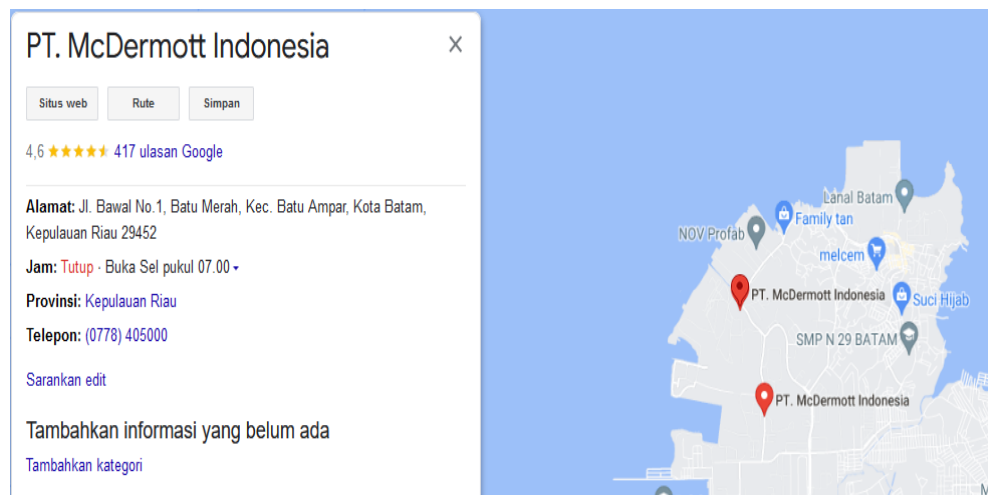 PT. McDermott Indonesia
Situs web
Rute
Simpan
4,6
417 ulasan Google
Alamat: Jl. Bawal No.1, Batu Merah, Kec. Batu Ampar, Kota Batam,
Kepulauan Riau 29452
Jam: Tutup · Buka Sel pukul 07.00
Provinsi: Kepulauan Riau
Telepon: (0778) 405000
Sarankan edit
Tambahkan informasi yang belum ada
Tambahkan kategori
Lanal Batam
Family tan
NOV Profab
melcem
PT. McDermott Indonesia
Suci Hijab
SMP N 29 BATAM
PT. McDermott Indonesia